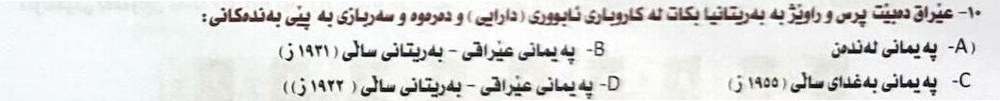 ١٠- عێراق دەبێت پرس و راوێژ بە بەریتانیا بکات لە کاروباری ئابووری (دارایی) و دەرەوە و سەربازی بە پێی بەندەکانی:
(A- پەیمانی لەندەن B- پەیمانی عێراقی - بەریتانی ساڵی (١٩٣١ ز)
C- پەیمانی بەغدای ساڵی (١٩٥٥ ز) D- پەیمانی عێراقی - بەریتانی ساڵی (١٩٢٢ ز))